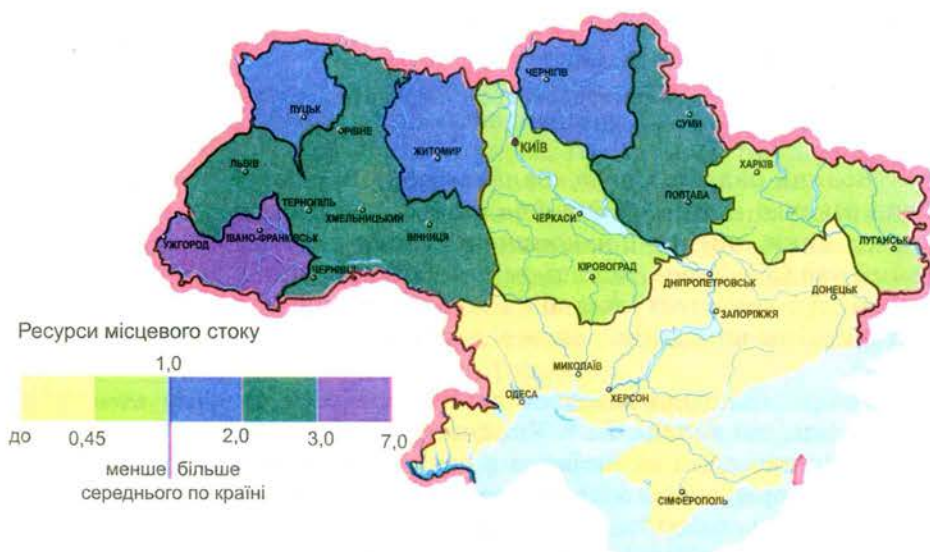 ЧЕРНІГІВ
ЛУЦЬК
РІВНЕ
СУМИ
КИЇВ
ЖИТОМИР
ЛЬВІВ
ХАРКІВ
ТЕРНОПІЛЬ
ХМЕЛЬНИЦЬКИЙ
ПОЛТАВА
ЧЕРКАСИ
ВІННИЦЯ
УЖГОРОД
ІВАНО-ФРАНКІВСЬК
ЛУГАНСЬК
ЧЕРНІВЦІ
КІРОВОГРАД
ДНІПРОПЕТРОВСЬК
ДОНЕЦЬК
ЗАПОРІЖЖЯ
Ресурси місцевого стоку
1,0
МИКОЛАЇВ
ОДЕСА
ХЕРСОН
до 0,45 2,0 3,0 7,0
менше більше
середнього по країні
СІМФЕРОПОЛЬ